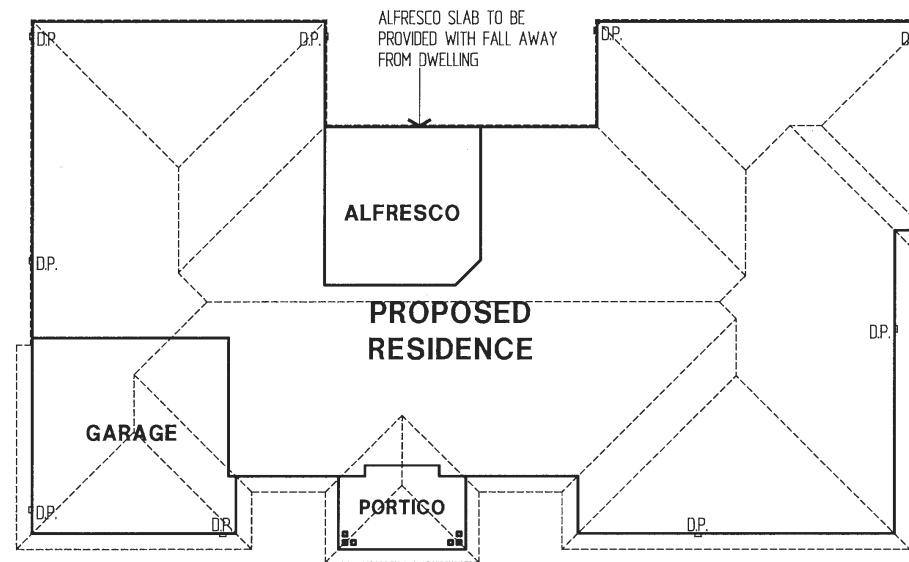 ALFRESCO SLAB TO BE
PROVIDED WITH FALL AWAY
FROM DWELLING
D.P.
D.P.
D.P.
ALFRESCO
D.P.
PROPOSED
RESIDENCE
D.P.
GARAGE
PORTICO
D.P.
D.P.
D.P.